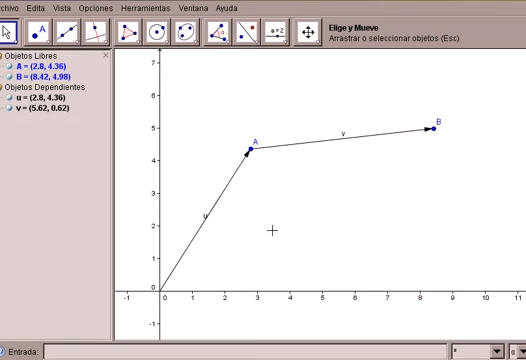 rchivo Edita Vista Opciones Herramientas Ventana Ayuda
A
a = 2
Elige y Mueve
Arrastrar o seleccionar objetos (Esc)
Objetos Libres
A = (2.8, 4.36)
B = (8.42, 4.98)
Objetos Dependientes
u = (2.8, 4.36)
v = (5.62, 0.62)
7
6
5
4
3
2
1
0
-1
A
B
v
u
-1 0 1 2 3 4 5 6 7 8 9 10 11
Entrada: